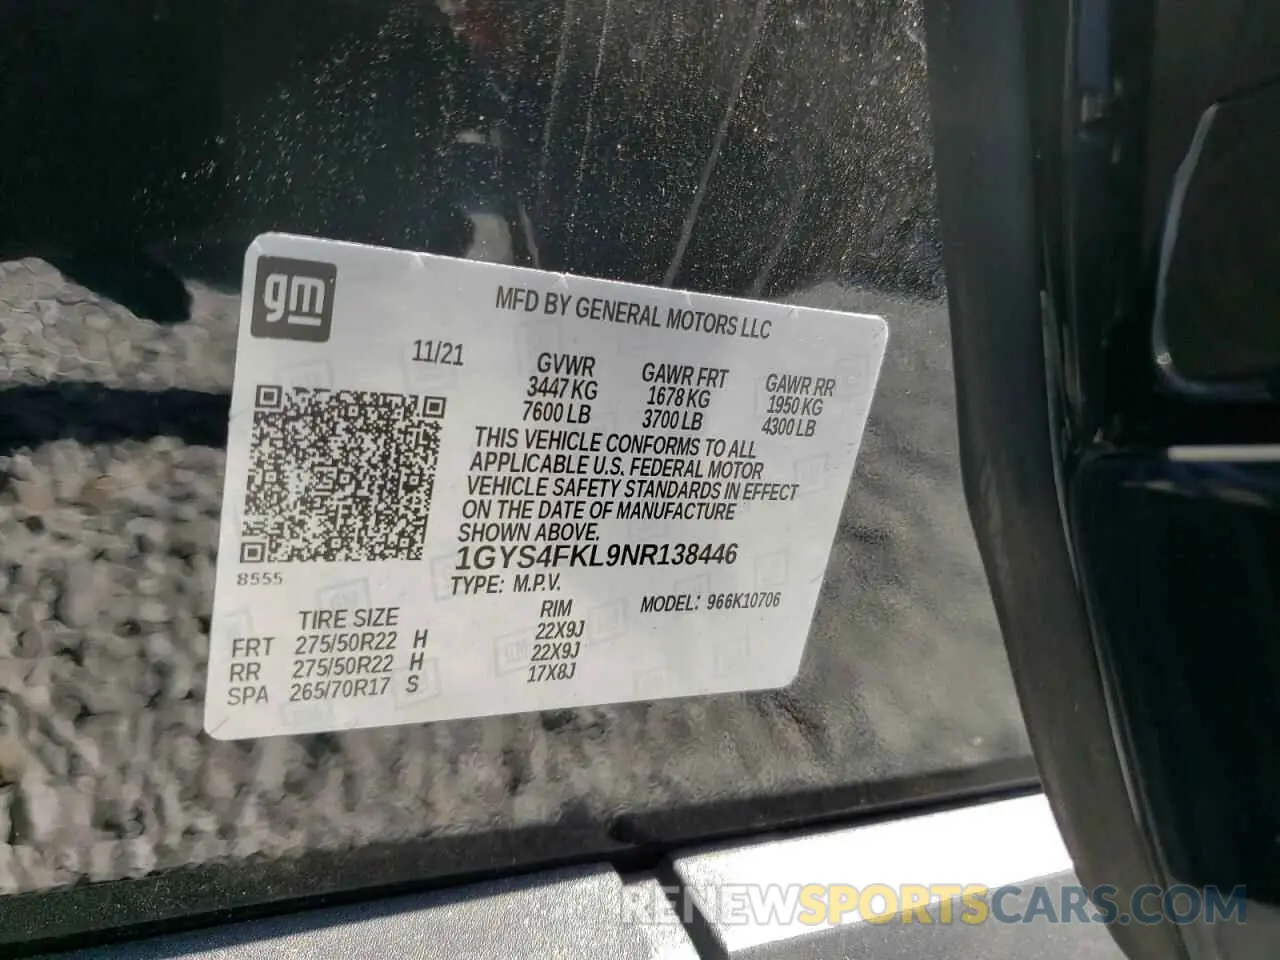 gm
MFD BY GENERAL MOTORS LLC
11/21
GVWR GAWR FRT GAWR RR
3447 KG 1678 KG 1950 KG
7600 LB 3700 LB 4300 LB
THIS VEHICLE CONFORMS TO ALL
APPLICABLE U.S. FEDERAL MOTOR
VEHICLE SAFETY STANDARDS IN EFFECT
ON THE DATE OF MANUFACTURE
SHOWN ABOVE.
1GYS4FKL9NR138446
8555
TYPE: M.P.V.
MODEL: 966K10706
TIRE SIZE RIM
FRT 275/50R22 H 22X9J
RR 275/50R22 H 22X9J
SPA 265/70R17 S 17X8J
RENEWSPORTSCARS.COM